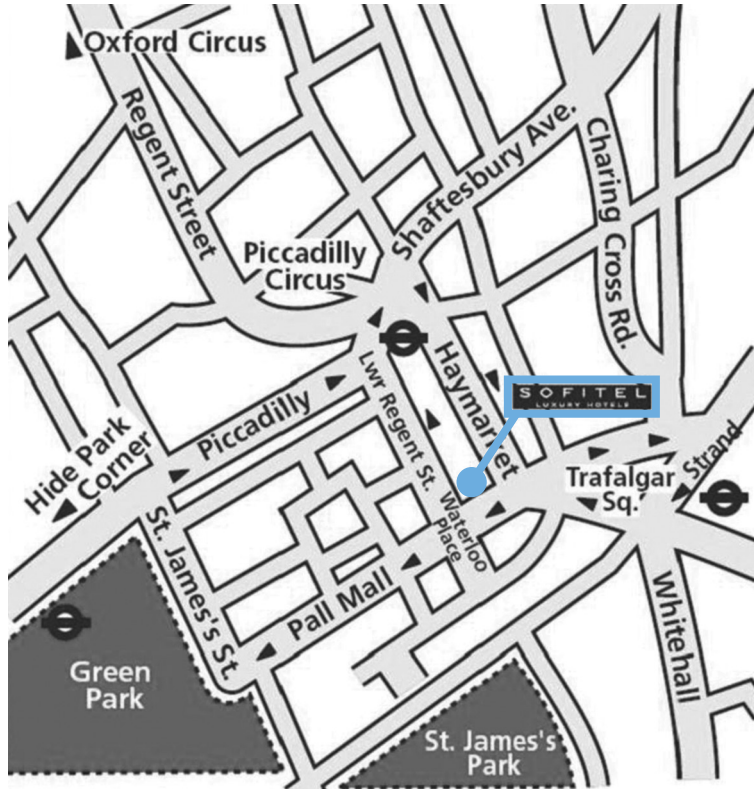 Oxford Circus
Regent Street
Shaftesbury Ave.
Charing Cross Rd.
Piccadilly
Circus
Haymarket
Lwr Regent St.
SOFITEL
LUXURY HOTELS
Piccadilly
Hide Park
Corner
Trafalgar
Sq.
Strand
Waterloo
Place
St. James's St.
Pall Mall
Whitehall
Green
Park
St. James's
Park